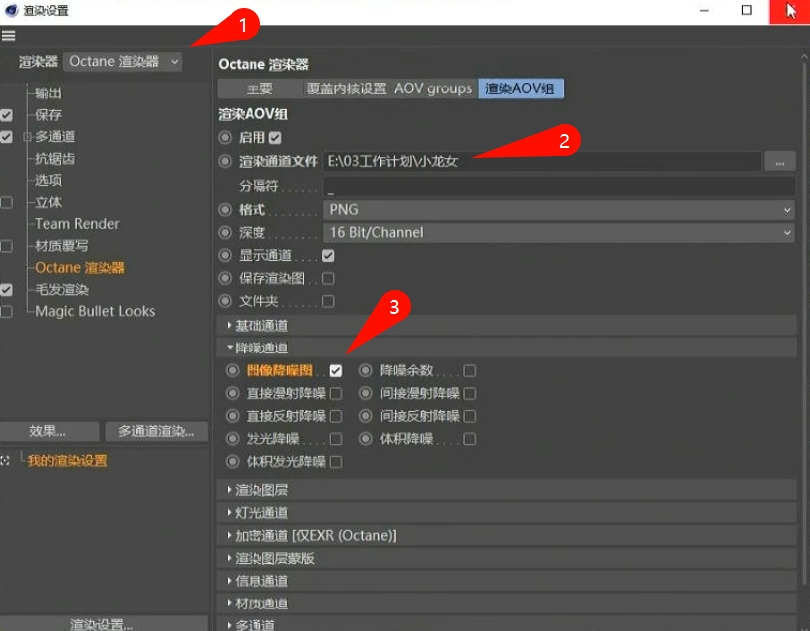 渲染设置
1
渲染器 Octane 渲染器
输出
保存
多通道
抗锯齿
选项
立体
Team Render
材质覆写
Octane 渲染器
毛发渲染
Magic Bullet Looks
效果...
多通道渲染...
我的渲染设置
渲染设置...
Octane 渲染器
主要 覆盖内核设置 AOV groups 渲染AOV组
渲染AOV组
启用
渲染通道文件 E:\03工作计划\小龙女 ...
2
分隔符 . . . . . . _
格式 . . . . . . . . PNG
深度 . . . . . . . . 16 Bit/Channel
显示通道 . . . .
保存渲染图 . .
文件夹 . . . . . .
3
基础通道
降噪通道
图像降噪图 . . 降噪余数 . . . .
直接漫射降噪 间接漫射降噪
直接反射降噪 间接反射降噪
发光降噪 . . . . 体积降噪 . . . .
体积发光降噪
渲染图层
灯光通道
加密通道 [仅EXR (Octane)]
渲染图层蒙版
信息通道
材质通道
多通道